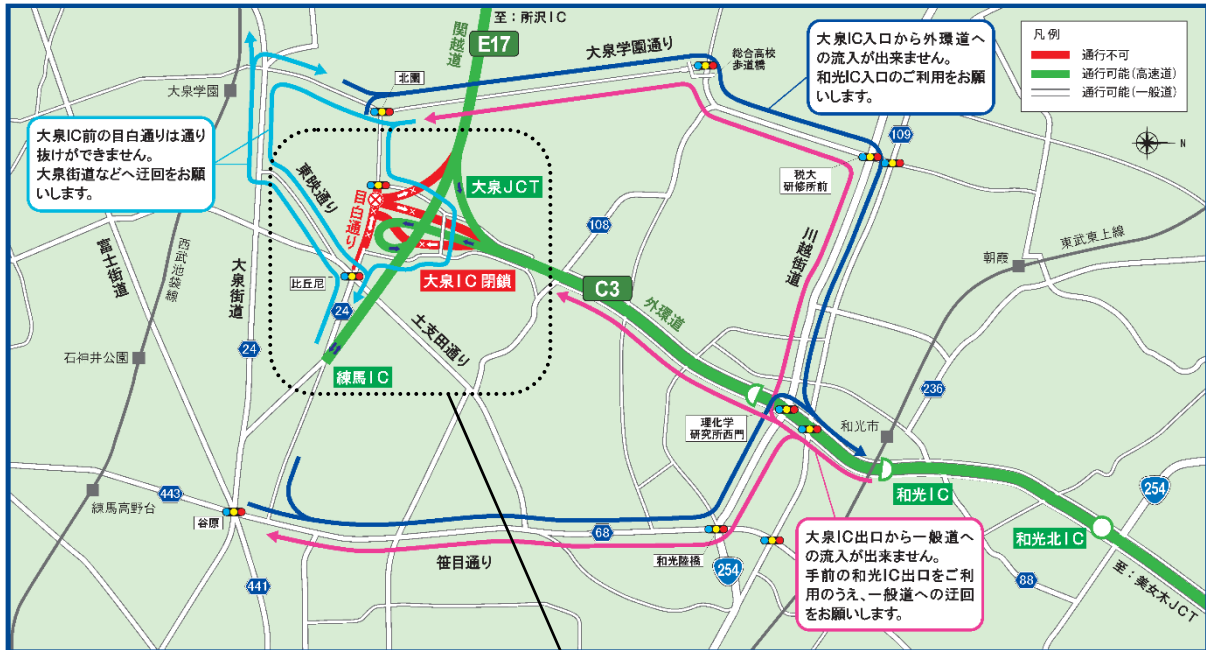 至：所沢IC
関越道
E17
大泉学園通り
総合高校
歩道橋
大泉IC入口から外環道へ
の流入が出来ません。
和光IC入口のご利用をお願
いします。
凡例
通行不可
通行可能(高速道)
通行可能(一般道)
N
北園
大泉学園
大泉IC前の目白通りは通り
抜けができません。
大泉街道などへ迂回をお願
いします。
東映通り
目白通り
大泉JCT
109
税大
研修所前
108
川越街道
東武東上線
朝霞
富士街道
西武池袋線
大泉街道
比丘尼
大泉IC閉鎖
24
C3
外環道
土支田通り
石神井公園
24
練馬IC
236
理化学
研究所西門
和光市
和光IC
254
練馬高野台
443
谷原
68
笹目通り
和光陸橋
254
大泉IC出口から一般道へ
の流入が出来ません。
手前の和光IC出口をご利
用のうえ、一般道への迂回
をお願いします。
和光北IC
88
至：美女木JCT
441